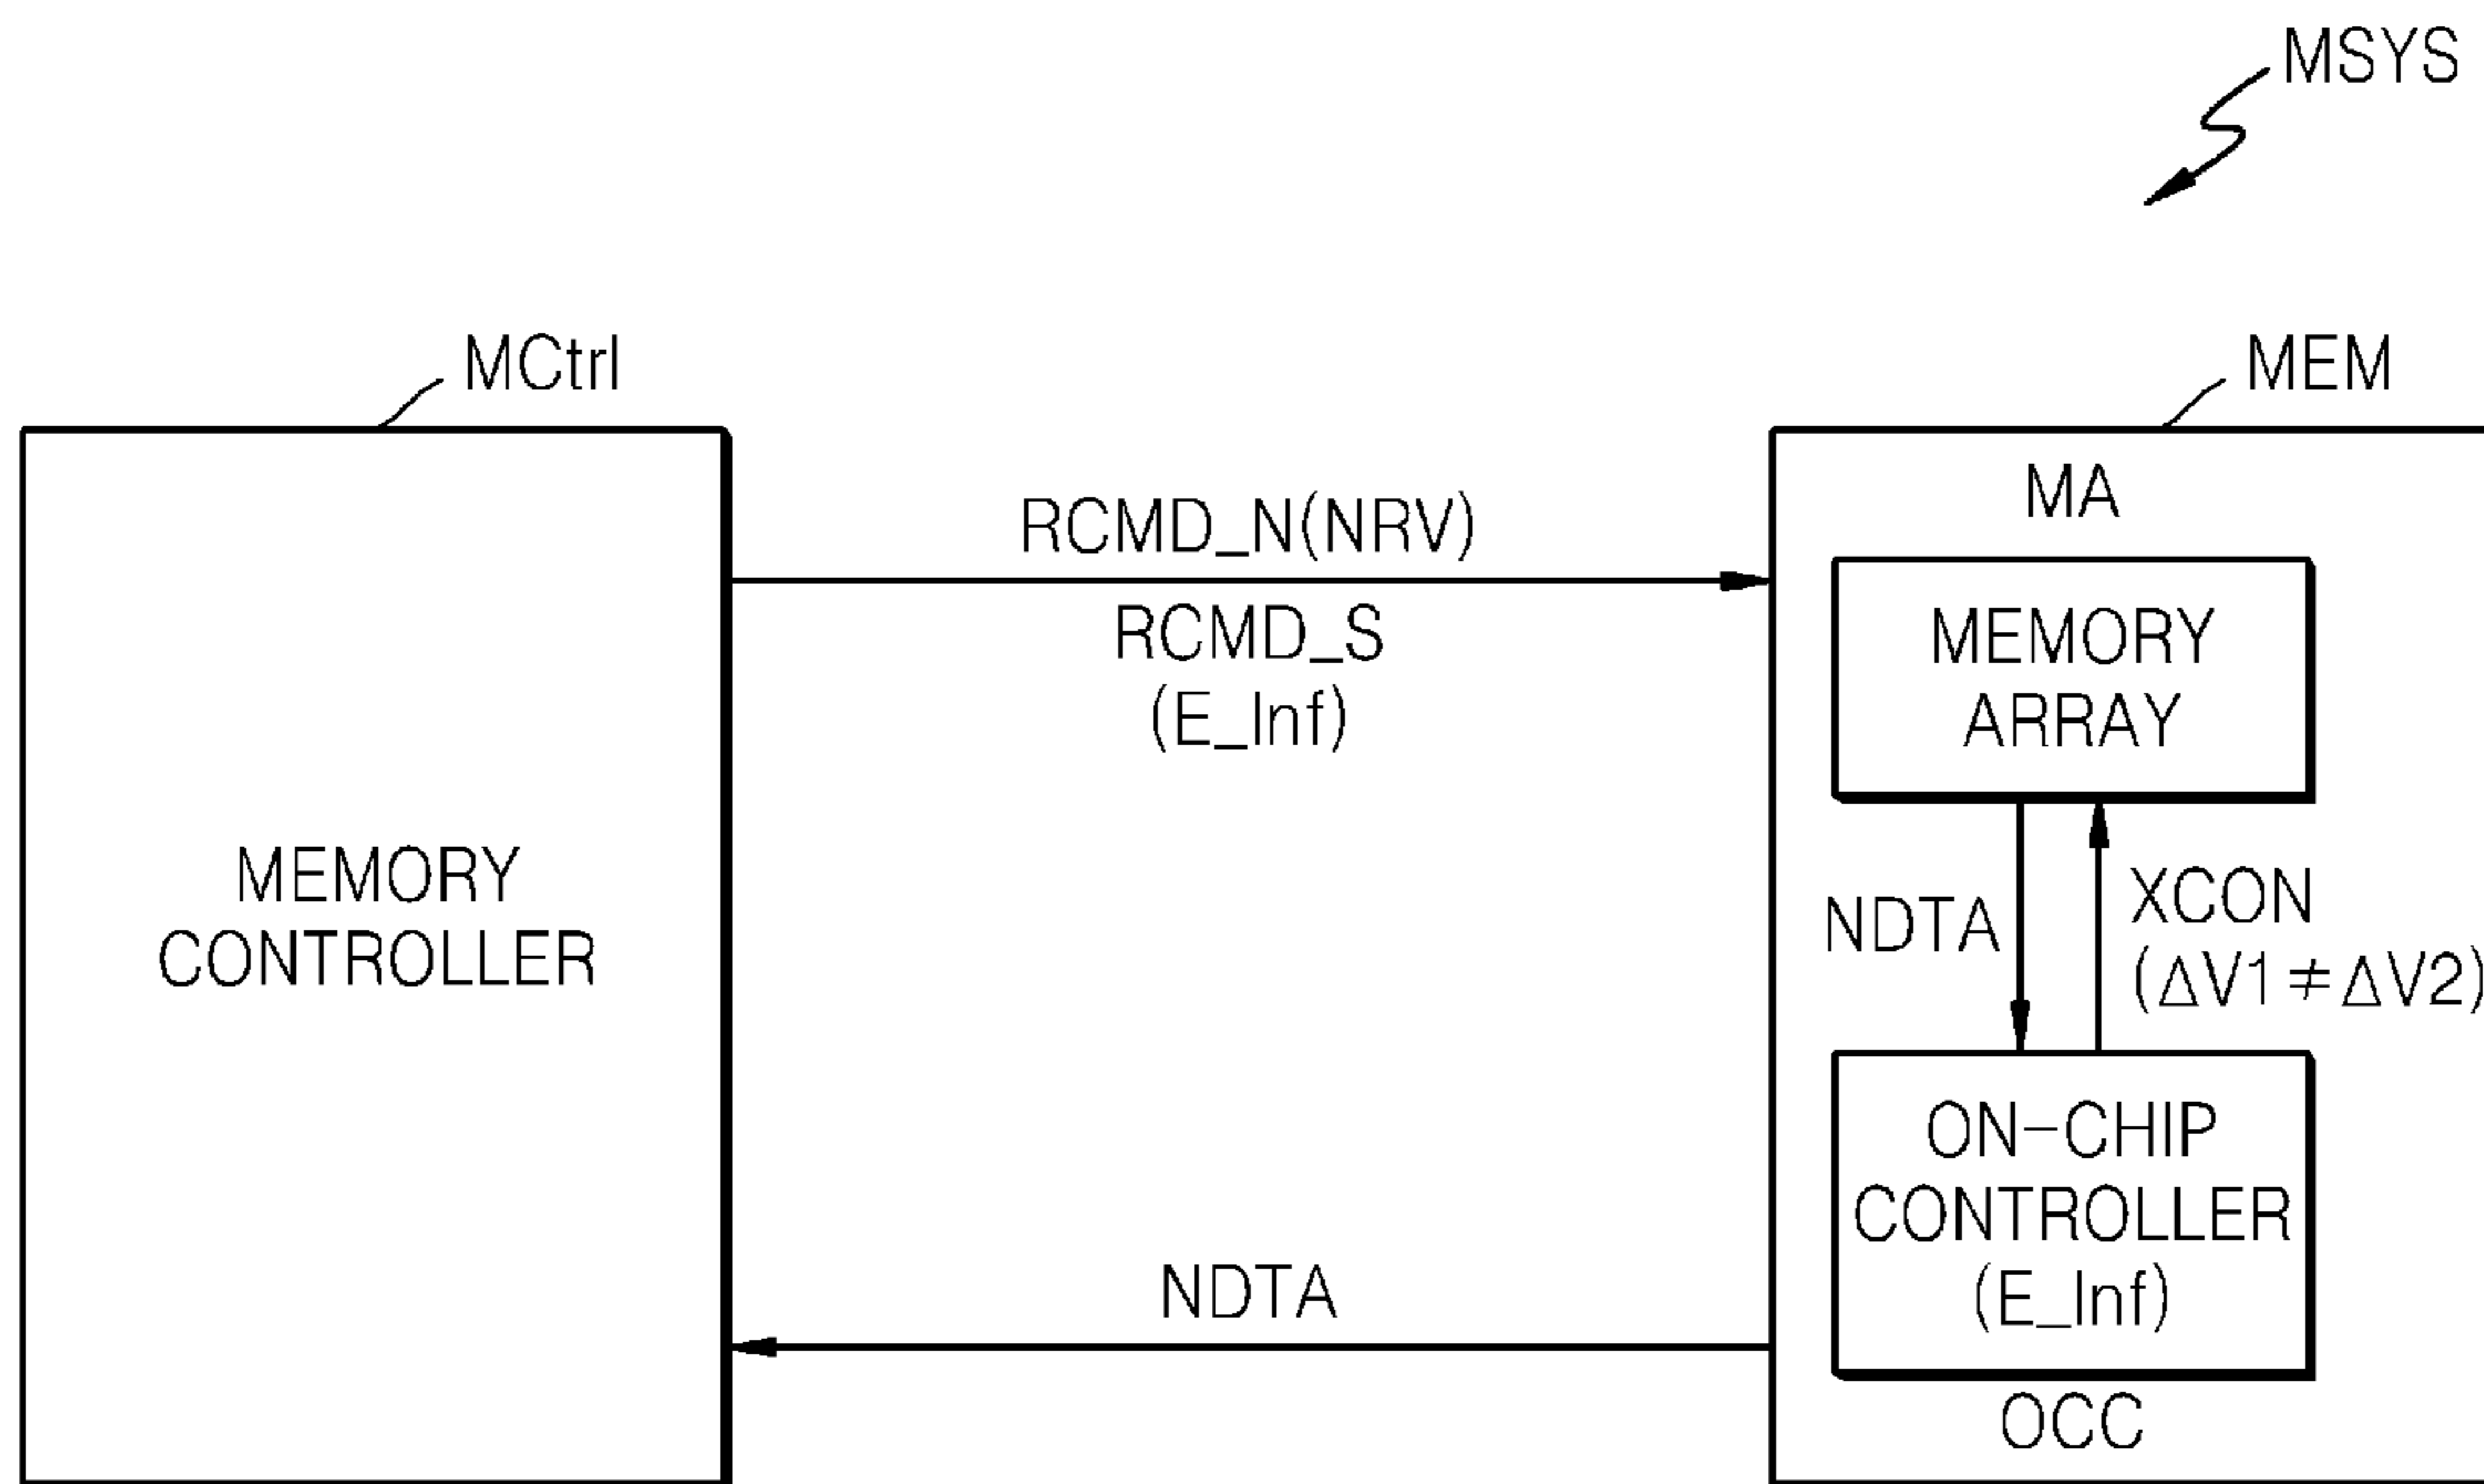 MSYS
MCtrl
MEM
MEMORY
CONTROLLER
RCMD_N(NRV)
RCMD_S
(E_Inf)
NDTA
MA
MEMORY
ARRAY
NDTA
XCON
(ΔV1≠ΔV2)
ON-CHIP
CONTROLLER
(E_Inf)
OCC